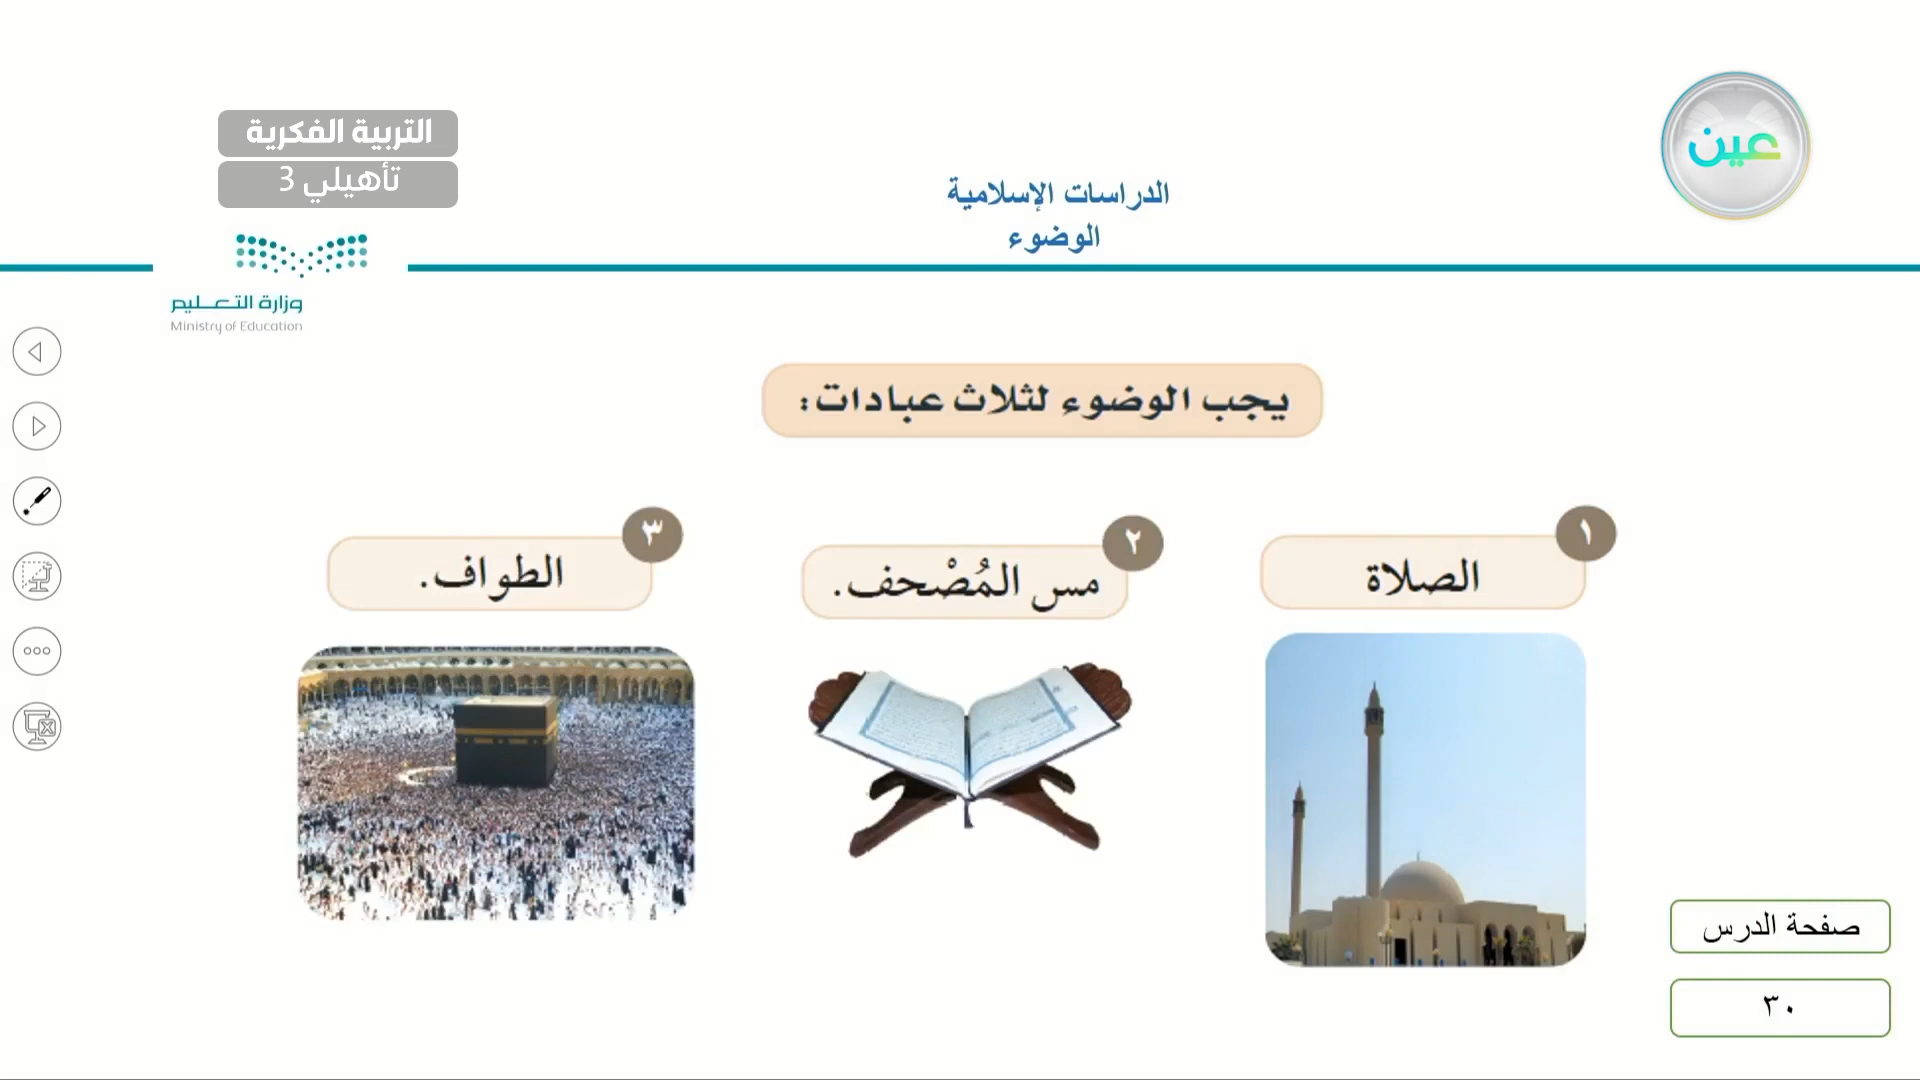 عين
التربية الفكرية
تأهيلي 3
الدراسات الإسلامية
الوضوء
وزارة التعليم
Ministry of Education
يجب الوضوء لثلاث عبادات:
١
الصلاة
٢
مس المُصْحف.
٣
الطواف.
صفحة الدرس
٣٠